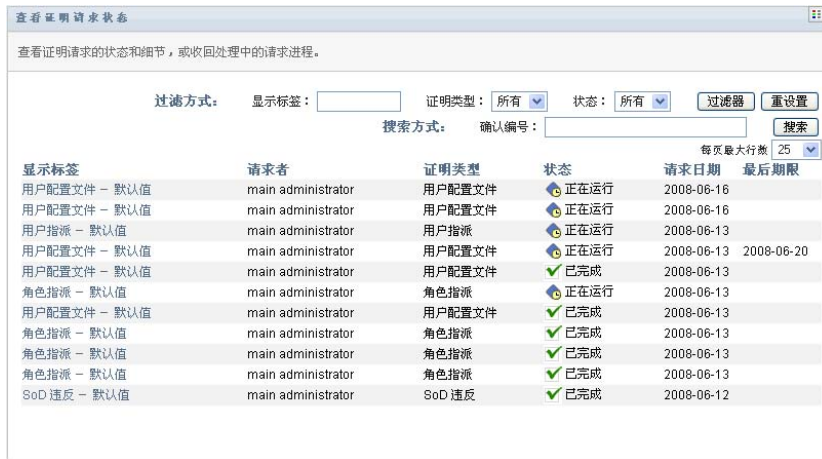 查看证明请求状态
查看证明请求的状态和细节，或收回处理中的请求进程。
过滤方式： 显示标签： 证明类型： 所有 状态： 所有 过滤器 重设置
搜索方式： 确认编号： 搜索
每页最大行数 25
显示标签 请求者 证明类型 状态 请求日期 最后期限
用户配置文件 – 默认值 main administrator 用户配置文件 正在运行 2008-06-16
用户配置文件 – 默认值 main administrator 用户配置文件 正在运行 2008-06-16
用户指派 – 默认值 main administrator 用户指派 正在运行 2008-06-13
用户配置文件 – 默认值 main administrator 用户配置文件 正在运行 2008-06-13 2008-06-20
用户配置文件 – 默认值 main administrator 用户配置文件 已完成 2008-06-13
角色指派 – 默认值 main administrator 角色指派 正在运行 2008-06-13
用户配置文件 – 默认值 main administrator 用户配置文件 已完成 2008-06-13
角色指派 – 默认值 main administrator 角色指派 已完成 2008-06-13
角色指派 – 默认值 main administrator 角色指派 已完成 2008-06-13
角色指派 – 默认值 main administrator 角色指派 已完成 2008-06-13
SoD 违反 – 默认值 main administrator SoD 违反 已完成 2008-06-12